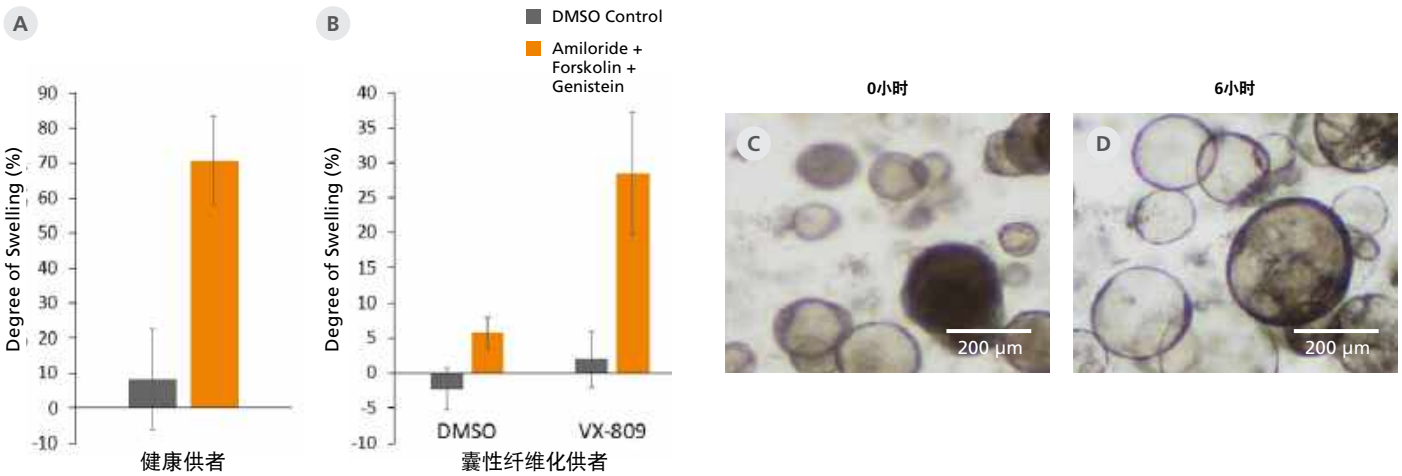 A
B
DMSO Control
Amiloride +
Forskolin +
Genistein
Degree of Swelling (%)
90
80
70
60
50
40
30
20
10
0
-10
健康供者
Degree of Swelling (%)
40
35
30
25
20
15
10
5
0
-5
-10
DMSO
VX-809
囊性纤维化供者
0小时
6小时
C
D
200 µm
200 µm